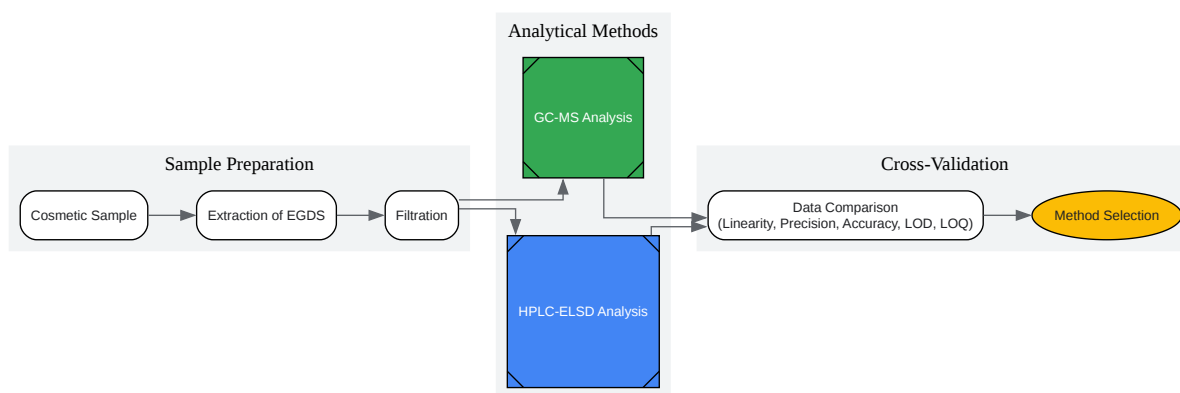 Sample Preparation
Cosmetic Sample
Extraction of EGDS
Filtration
Analytical Methods
GC-MS Analysis
HPLC-ELSD Analysis
Cross-Validation
Data Comparison
(Linearity, Precision, Accuracy, LOD, LOQ)
Method Selection